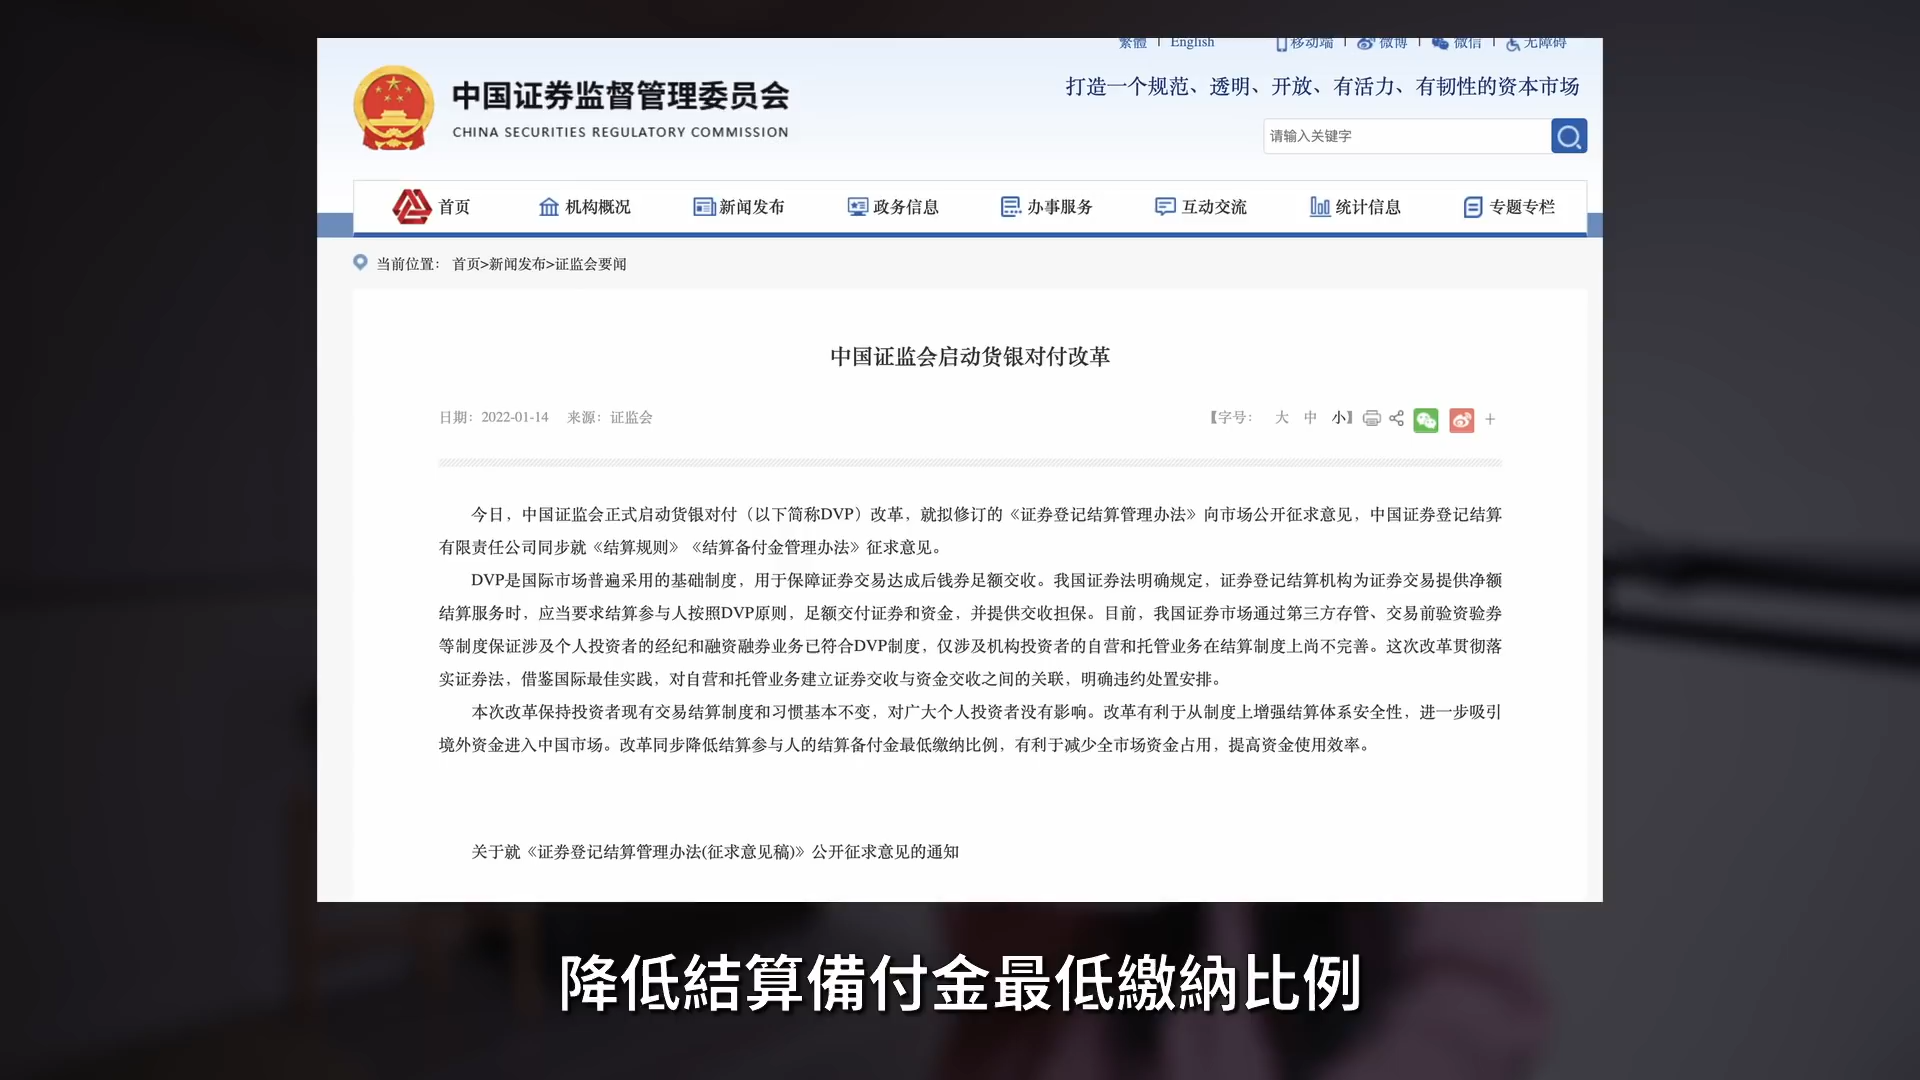 繁體 | English 移动端 | 微博 | 微信 | 无障碍
中国证券监督管理委员会
CHINA SECURITIES REGULATORY COMMISSION
打造一个规范、透明、开放、有活力、有韧性的资本市场
请输入关键字
首页 机构概况 新闻发布 政务信息 办事服务 互动交流 统计信息 专题专栏
当前位置: 首页>新闻发布>证监会要闻
中国证监会启动货银对付改革
日期: 2022-01-14 来源: 证监会 【字号: 大 中 小】
今日，中国证监会正式启动货银对付（以下简称DVP）改革，就拟修订的《证券登记结算管理办法》向市场公开征求意见，中国证券登记结算
有限责任公司同步就《结算规则》《结算备付金管理办法》征求意见。
DVP是国际市场普遍采用的基础制度，用于保障证券交易达成后钱券足额交收。我国证券法明确规定，证券登记结算机构为证券交易提供净额
结算服务时，应当要求结算参与人按照DVP原则，足额交付证券和资金，并提供交收担保。目前，我国证券市场通过第三方存管、交易前验资验券
等制度保证涉及个人投资者的经纪和融资融券业务已符合DVP制度，仅涉及机构投资者的自营和托管业务在结算制度上尚不完善。这次改革贯彻落
实证券法，借鉴国际最佳实践，对自营和托管业务建立证券交收与资金交收之间的关联，明确违约处置安排。
本次改革保持投资者现有交易结算制度和习惯基本不变，对广大个人投资者没有影响。改革有利于从制度上增强结算体系安全性，进一步吸引
境外资金进入中国市场。改革同步降低结算参与人的结算备付金最低缴纳比例，有利于减少全市场资金占用，提高资金使用效率。
关于就《证券登记结算管理办法(征求意见稿)》公开征求意见的通知
降低結算備付金最低繳納比例